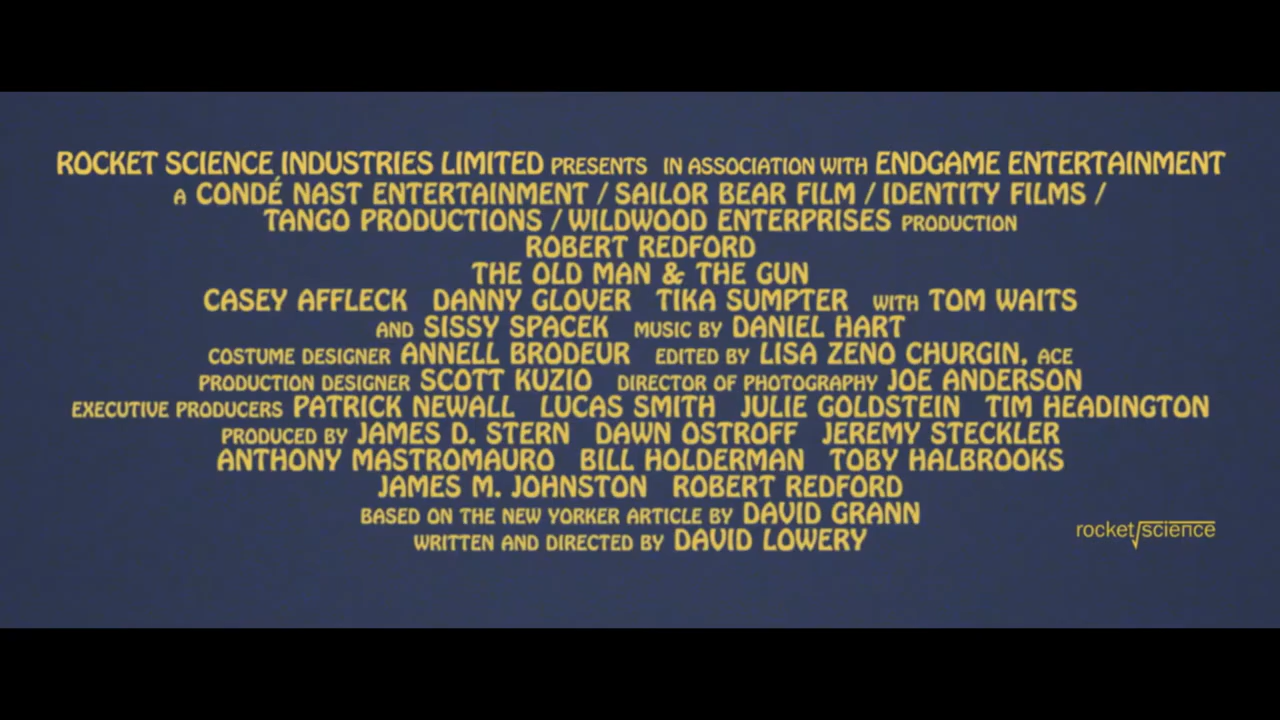 ROCKET SCIENCE INDUSTRIES LIMITED PRESENTS IN ASSOCIATION WITH ENDGAME ENTERTAINMENT
A CONDÉ NAST ENTERTAINMENT / SAILOR BEAR FILM / IDENTITY FILMS /
TANGO PRODUCTIONS / WILDWOOD ENTERPRISES PRODUCTION
ROBERT REDFORD
THE OLD MAN & THE GUN
CASEY AFFLECK DANNY GLOVER TIKA SUMPTER WITH TOM WAITS
AND SISSY SPACEK MUSIC BY DANIEL HART
COSTUME DESIGNER ANNELL BRODEUR EDITED BY LISA ZENO CHURGIN, ACE
PRODUCTION DESIGNER SCOTT KUZIO DIRECTOR OF PHOTOGRAPHY JOE ANDERSON
EXECUTIVE PRODUCERS PATRICK NEWALL LUCAS SMITH JULIE GOLDSTEIN TIM HEADINGTON
PRODUCED BY JAMES D. STERN DAWN OSTROFF JEREMY STECKLER
ANTHONY MASTROMAURO BILL HOLDERMAN TOBY HALBROOKS
JAMES M. JOHNSTON ROBERT REDFORD
BASED ON THE NEW YORKER ARTICLE BY DAVID GRANN
WRITTEN AND DIRECTED BY DAVID LOWERY
rocket science